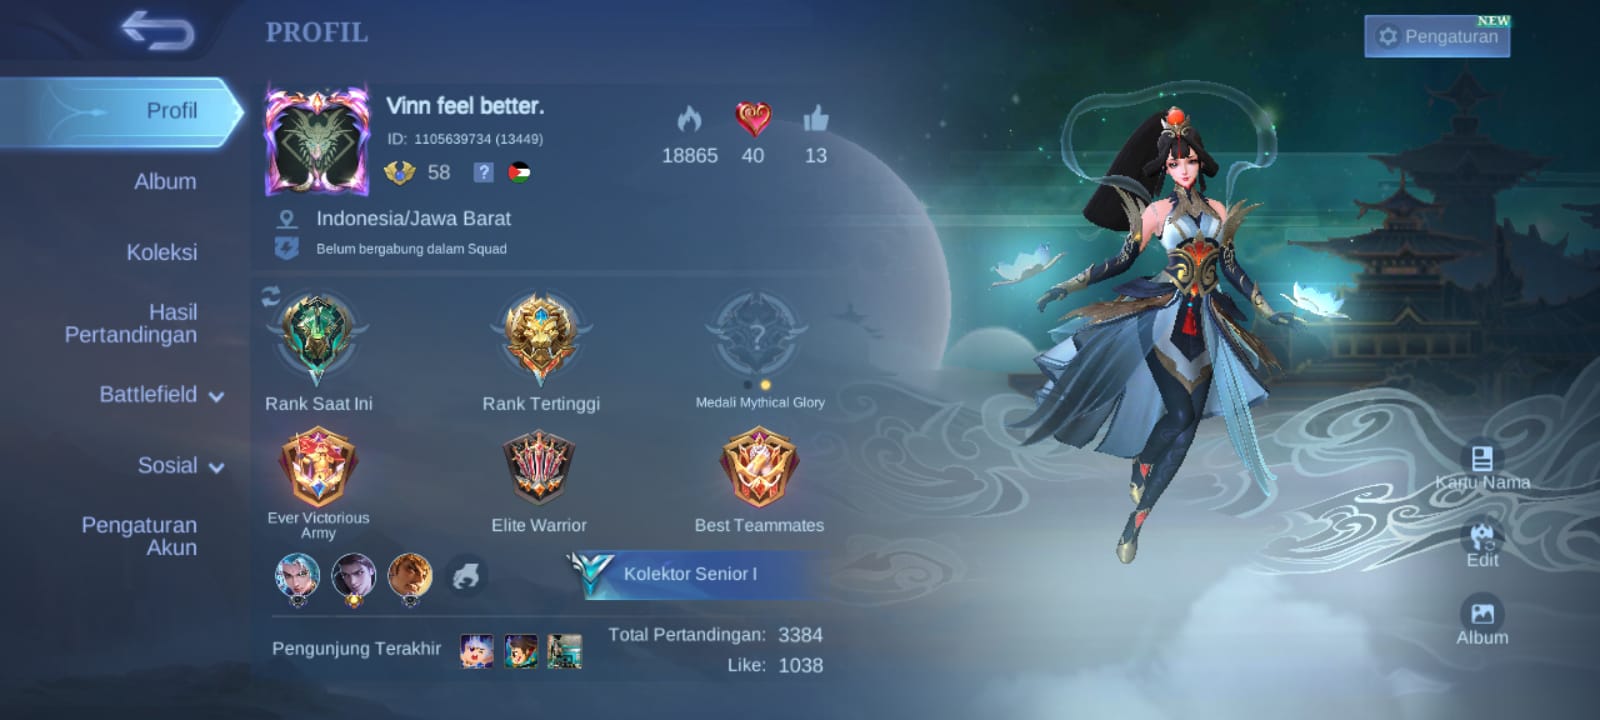 PROFIL
NEW
Pengaturan
Profil
Album
Koleksi
Hasil
Pertandingan
Battlefield
Sosial
Pengaturan
Akun
Vinn feel better.
ID: 1105639734 (13449)
58
?
18865
40
13
Indonesia/Jawa Barat
Belum bergabung dalam Squad
?
Rank Saat Ini
Rank Tertinggi
Medali Mythical Glory
Ever Victorious
Army
Elite Warrior
Best Teammates
Kolektor Senior I
Pengunjung Terakhir
Total Pertandingan: 3384
Like: 1038
Kartu Nama
Edit
Album